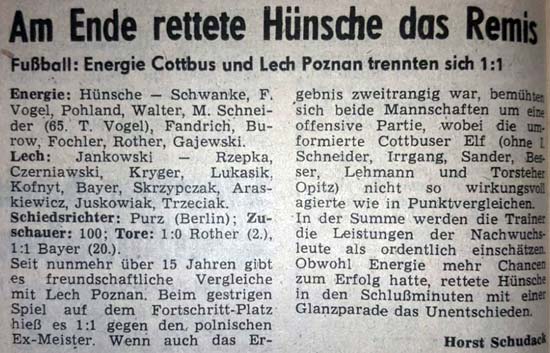 Am Ende rettete Hünsche das Remis
Fußball: Energie Cottbus und Lech Poznan trennten sich 1:1
Energie: Hünsche — Schwanke, F.
Vogel, Pohland, Walter, M. Schnei-
der (65. T. Vogel), Fandrich, Bu-
row, Fochler, Rother, Gajewski.
Lech: Jankowski — Rzepka,
Czerniawski, Kryger, Lukasik,
Kofnyt, Bayer, Skrzypczak, Aras-
kiewicz, Juskowiak, Trzeciak.
Schiedsrichter: Purz (Berlin); Zu-
schauer: 100; Tore: 1:0 Rother (2.),
1:1 Bayer (20.).
Seit nunmehr über 15 Jahren gibt
es freundschaftliche Vergleiche
mit Lech Poznan. Beim gestrigen
Spiel auf dem Fortschritt-Platz
hieß es 1:1 gegen den polnischen
Ex-Meister. Wenn auch das Er-
gebnis zweitrangig war, bemühten
sich beide Mannschaften um eine
offensive Partie, wobei die um-
formierte Cottbuser Elf (ohne
Schneider, Irrgang, Sander, Bes-
ser, Lehmann und Torsteher
Opitz) nicht so wirkungsvoll
agierte wie in Punktvergleichen.
In der Summe werden die Trainer
die Leistungen der Nachwuchs-
leute als ordentlich einschätzen.
Obwohl Energie mehr Chancen
zum Erfolg hatte, rettete Hünsche
in den Schlußminuten mit einer
Glanzparade das Unentschieden.
Horst Schudack